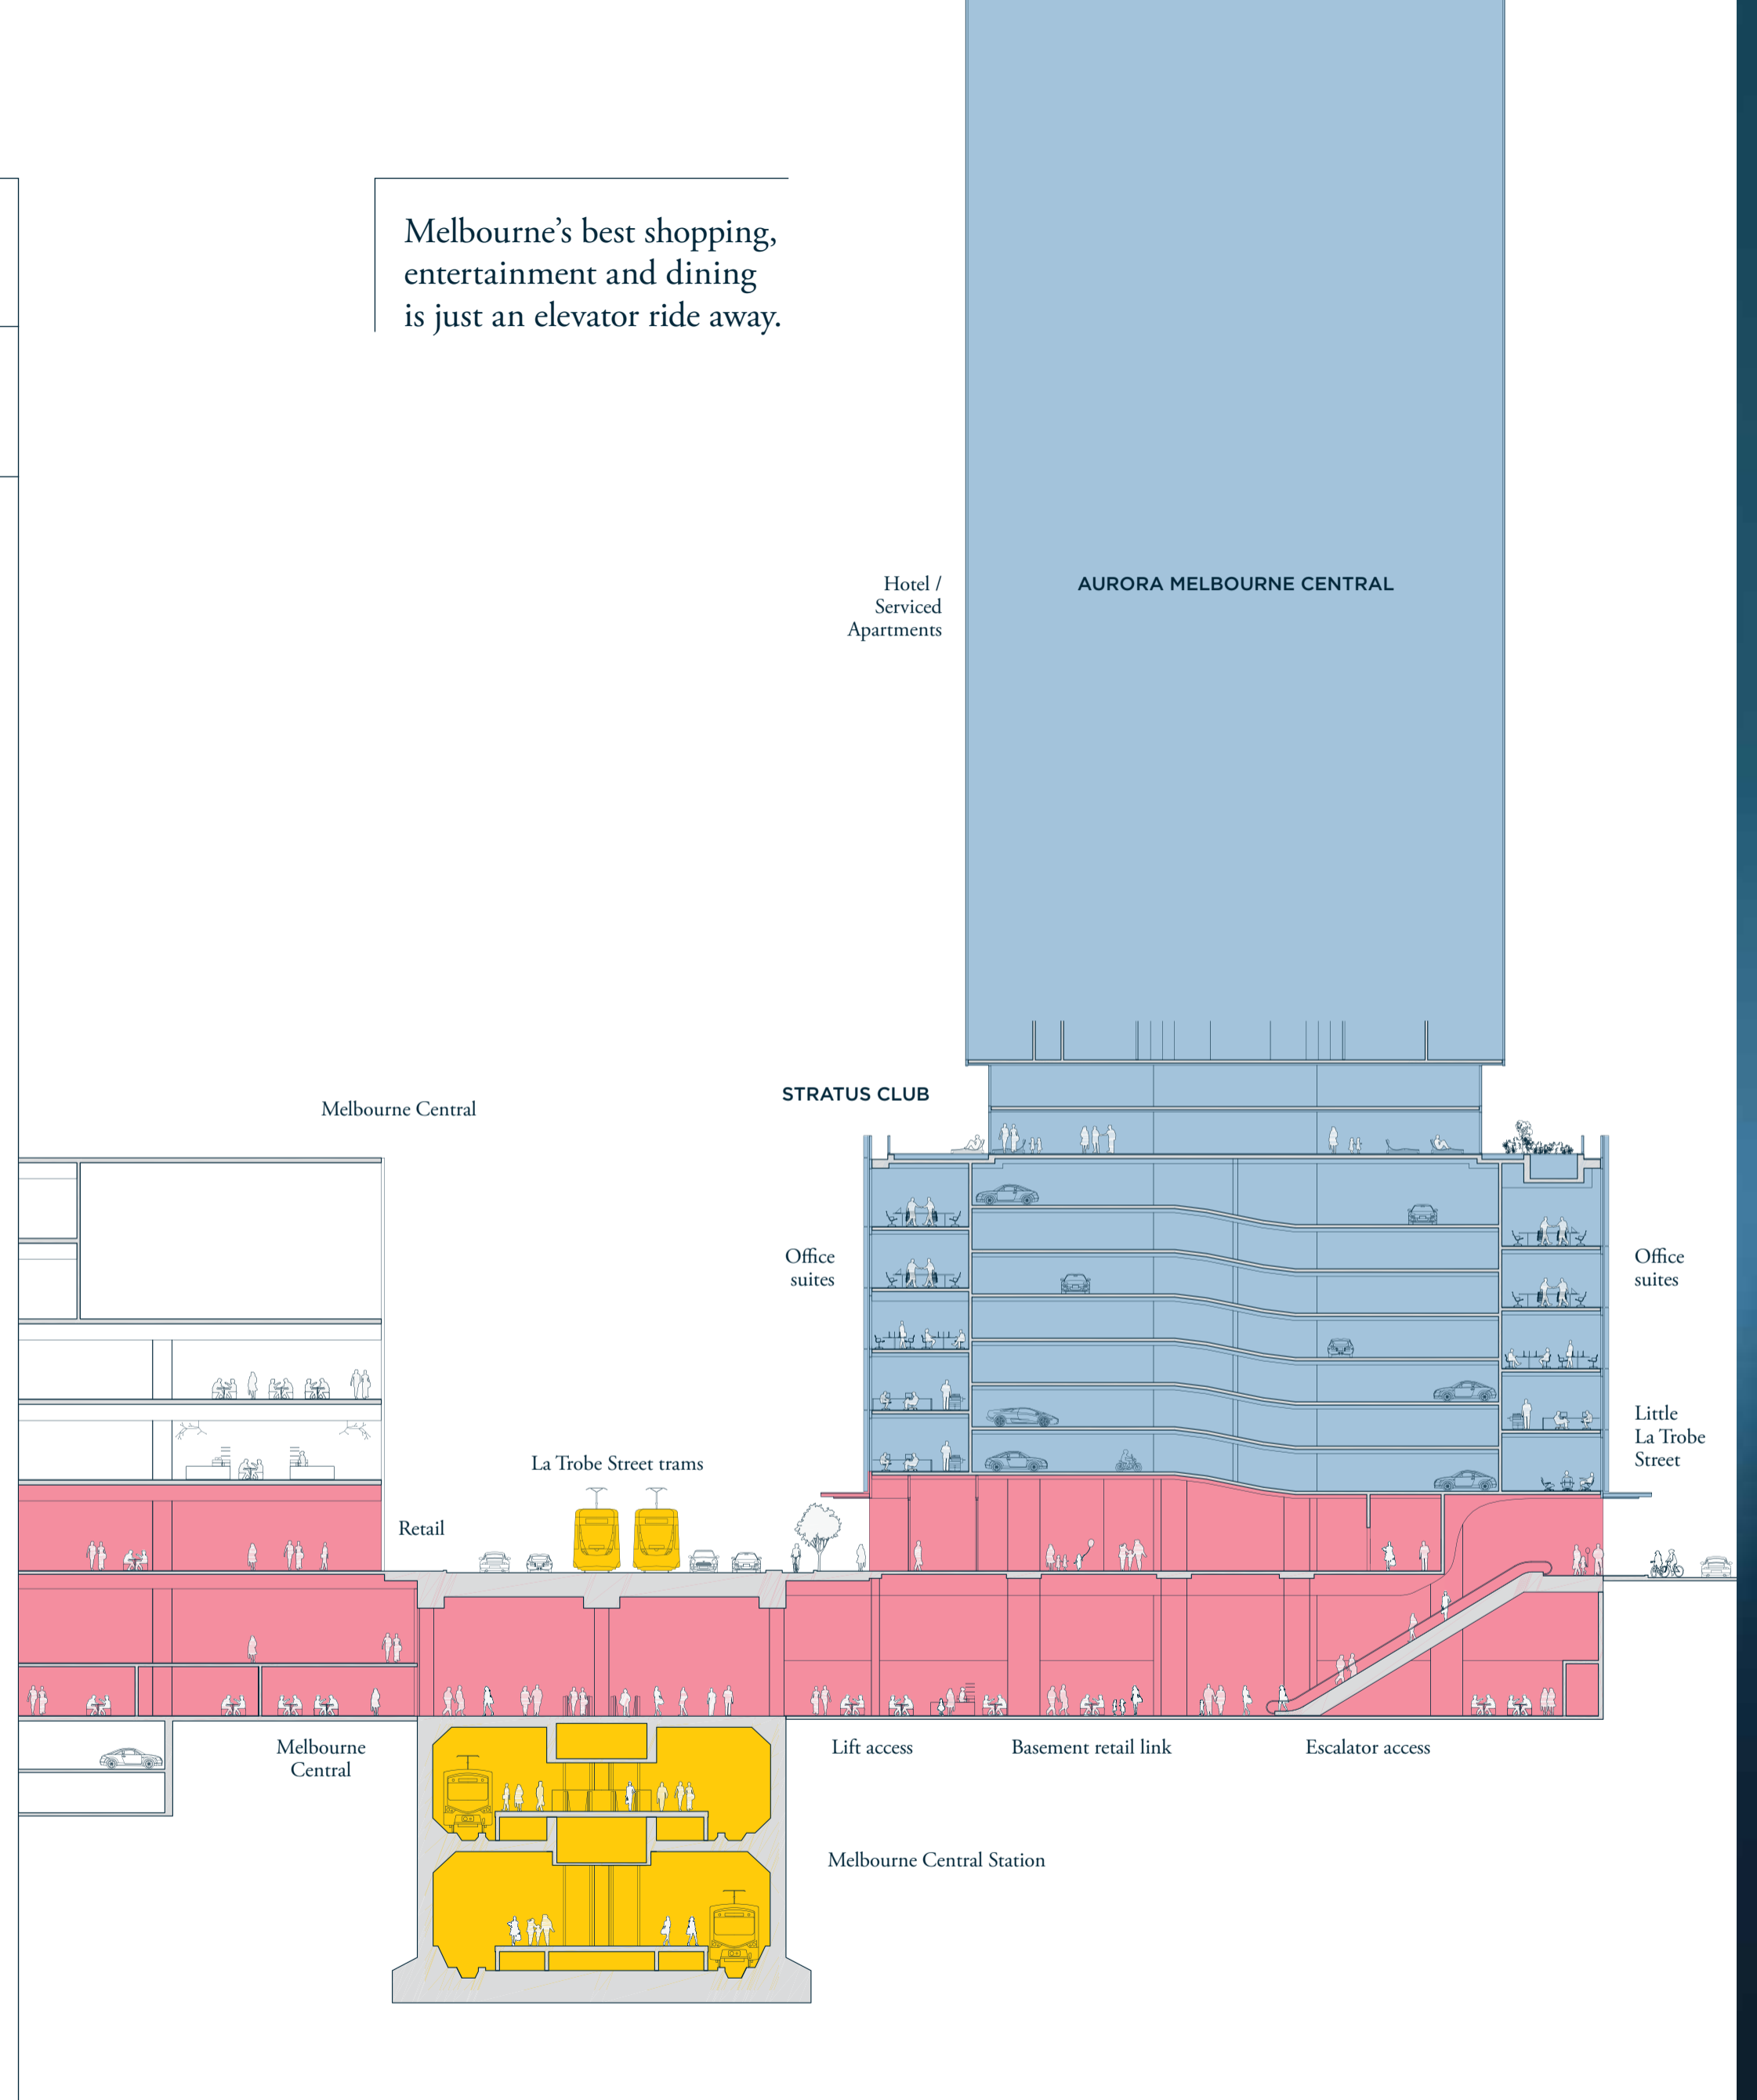 Melbourne’s best shopping,
entertainment and dining
is just an elevator ride away.
Hotel /
Serviced
Apartments
AURORA MELBOURNE CENTRAL
STRATUS CLUB
Melbourne Central
Office
suites
Office
suites
Little
La Trobe
Street
La Trobe Street trams
Retail
Melbourne
Central
Lift access
Basement retail link
Escalator access
Melbourne Central Station